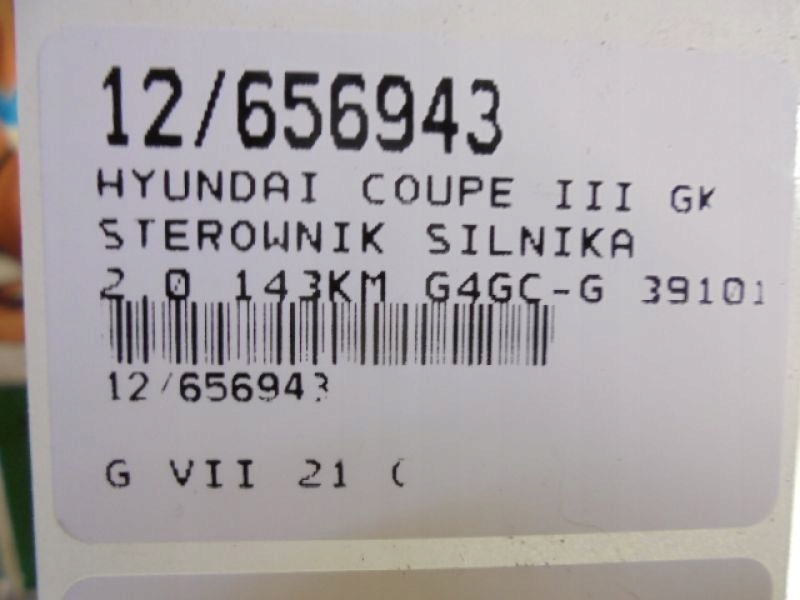 12/656943
HYUNDAI COUPE III GK
STEROWNIK SILNIKA
2.0 143KM G4GC-G 39101
12/656943
G VII 21